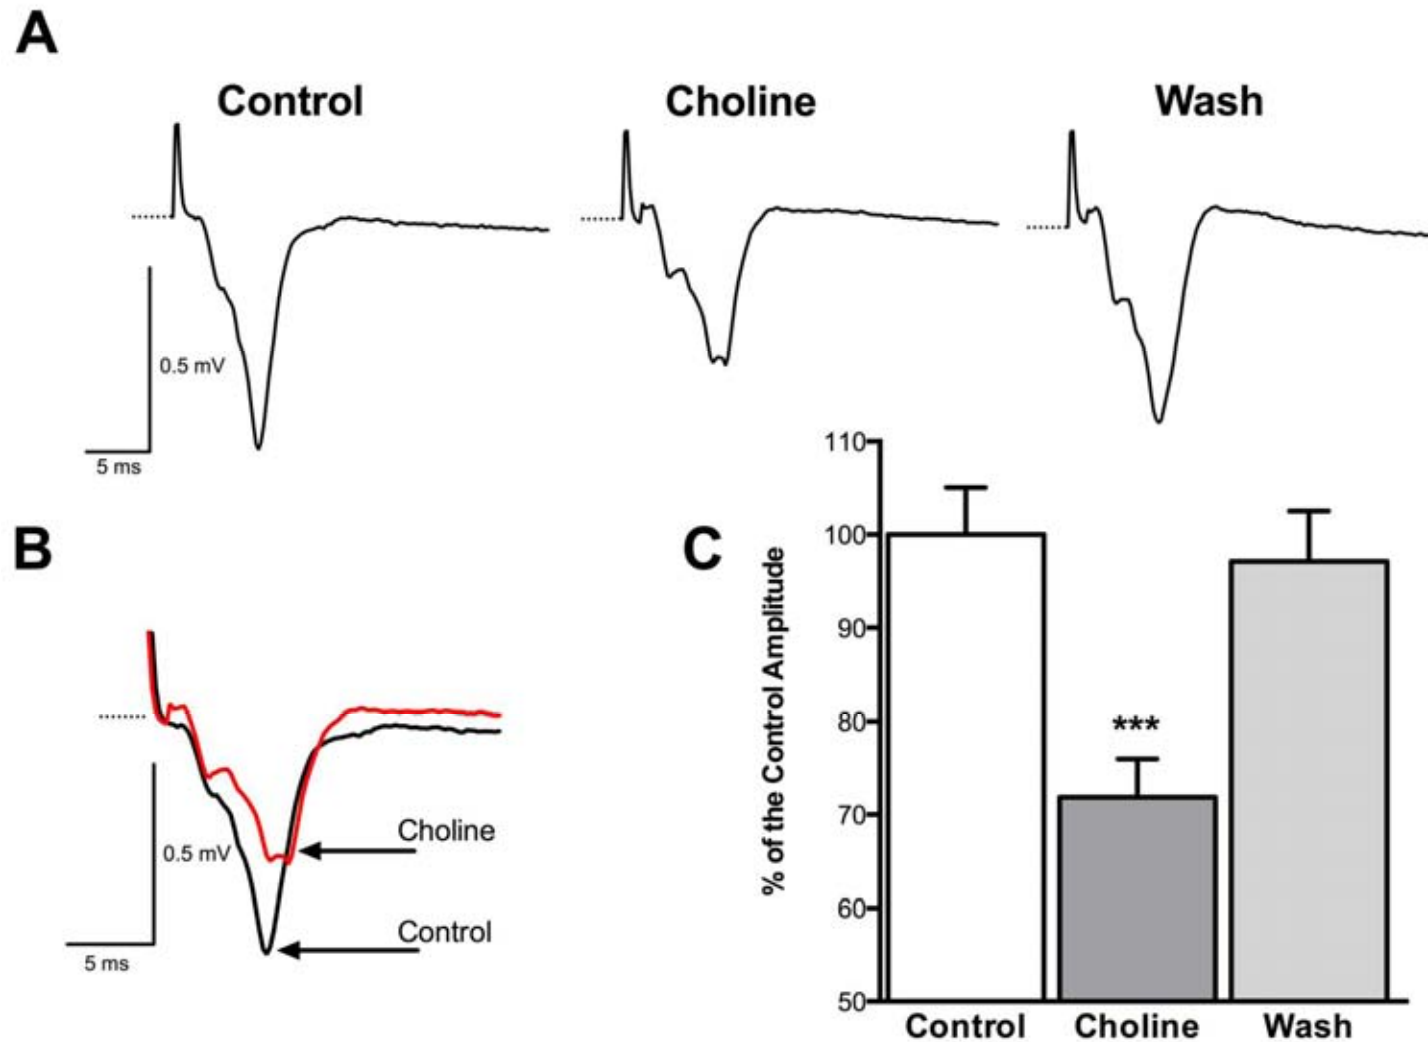 A
Control
Choline
Wash
0.5 mV
5 ms
B
Choline
Control
0.5 mV
5 ms
C
% of the Control Amplitude
110
100
90
80
70
60
50
***
Control Choline Wash